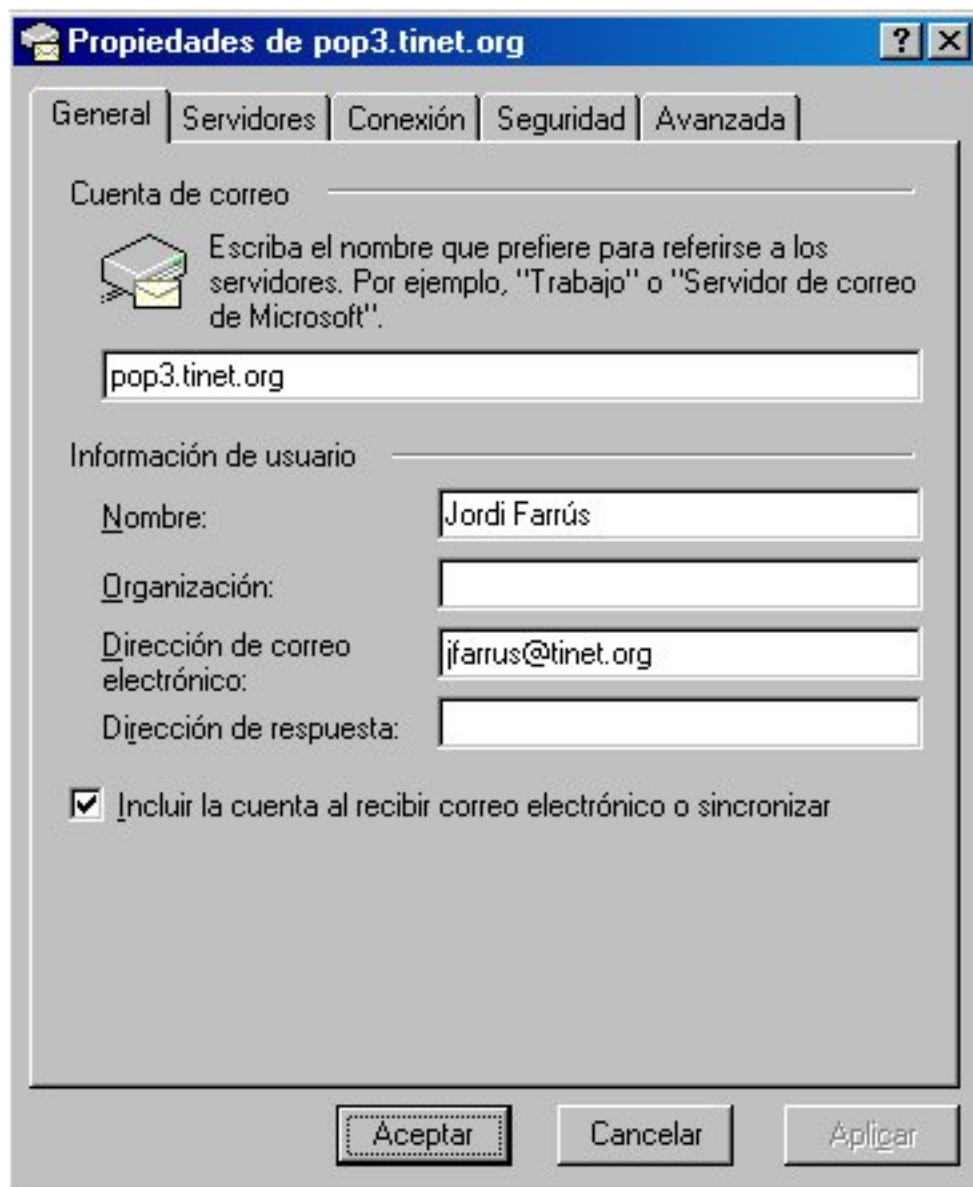 Propiedades de pop3.tinet.org
General Servidores Conexión Seguridad Avanzada
Cuenta de correo
Escriba el nombre que prefiere para referirse a los
servidores. Por ejemplo, "Trabajo" o "Servidor de correo
de Microsoft".
pop3.tinet.org
Información de usuario
Nombre: Jordi Farrús
Organización:
Dirección de correo
electrónico: jfarrus@tinet.org
Dirección de respuesta:
Incluir la cuenta al recibir correo electrónico o sincronizar
Aceptar Cancelar Aplicar